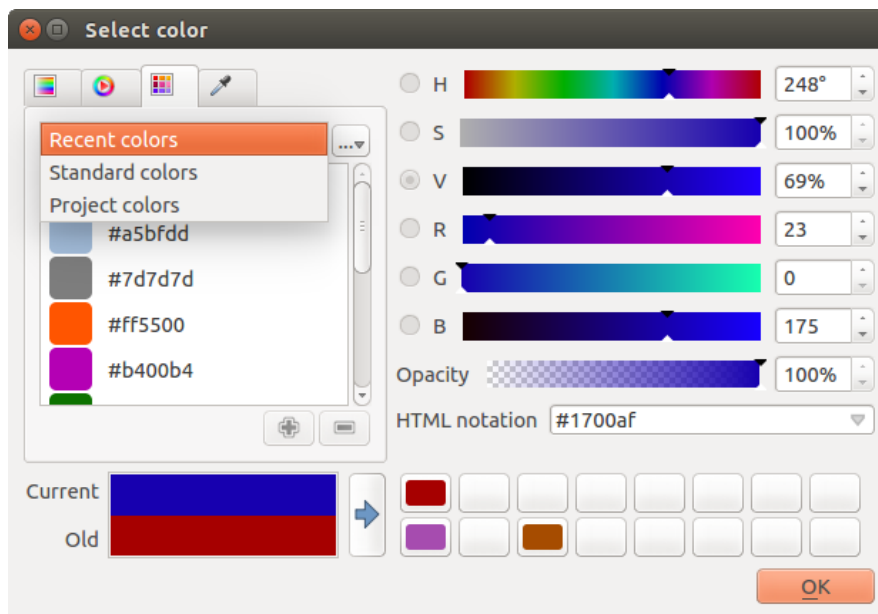 Select color
Recent colors
...
Standard colors
Project colors
#a5bfdd
#7d7d7d
#ff5500
#b400b4
H 248°
S 100%
V 69%
R 23
G 0
B 175
Opacity 100%
HTML notation #1700af
Current
Old
OK